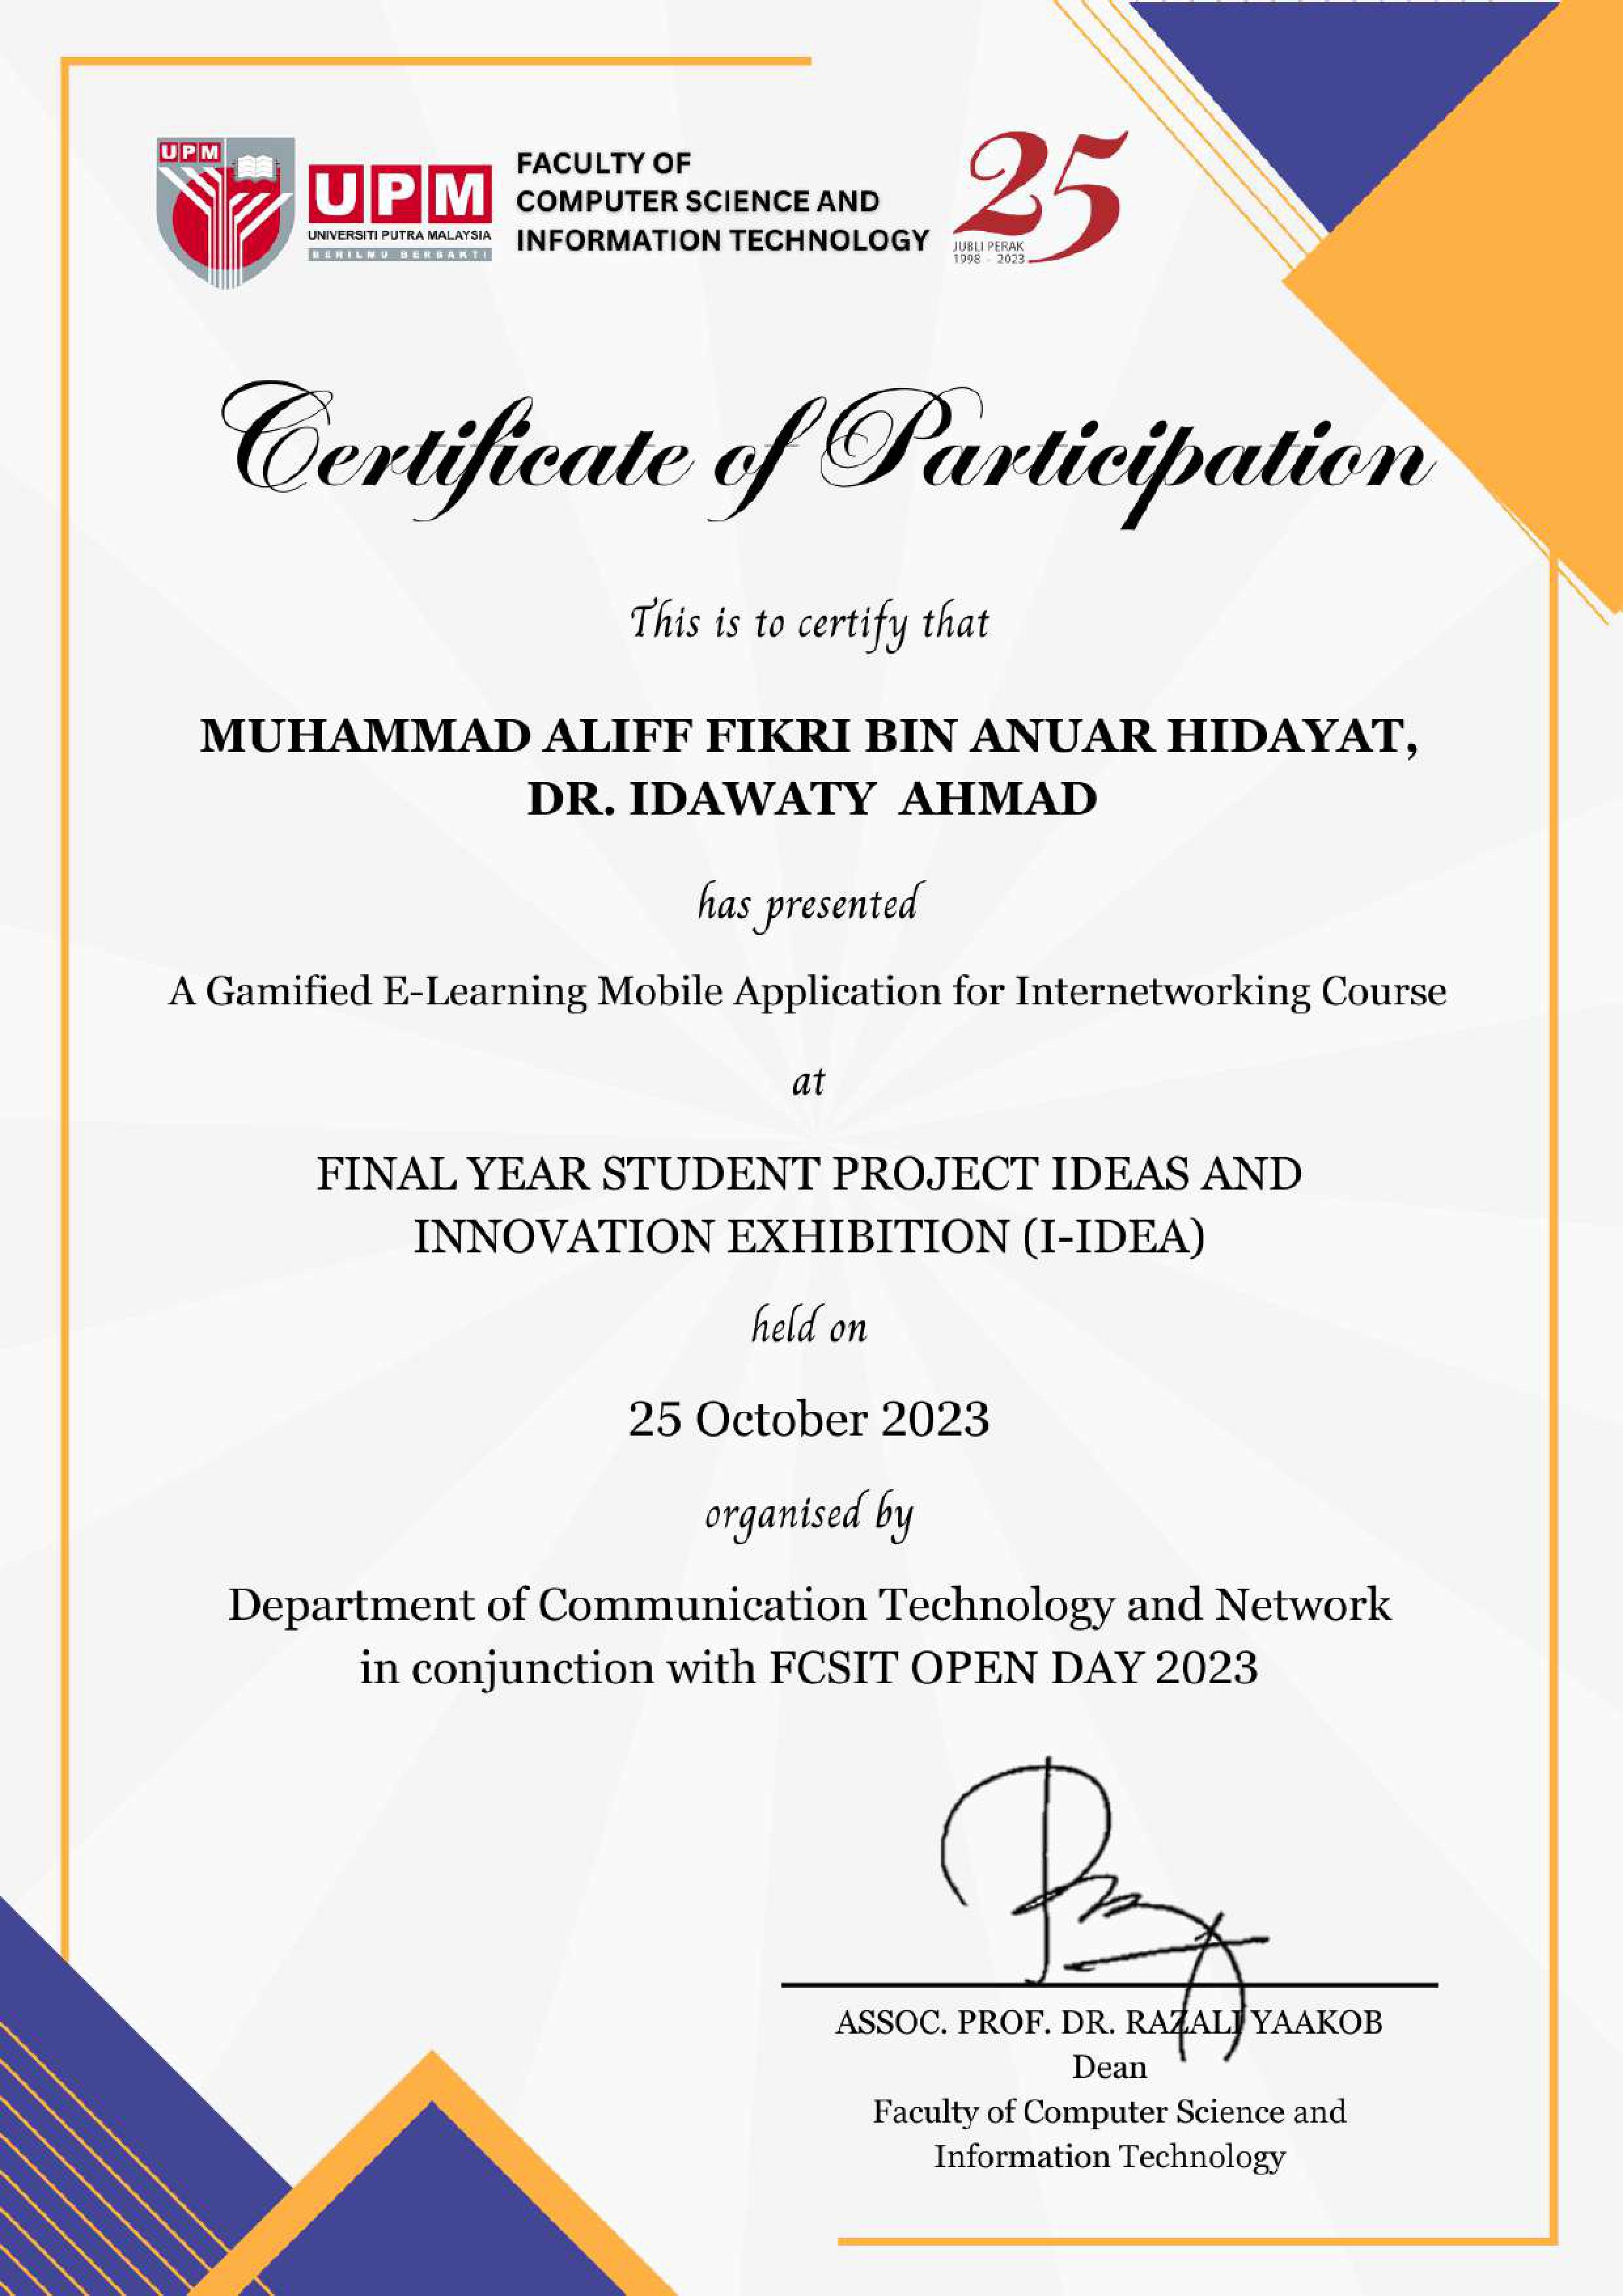 UPM
UPM
UNIVERSITI PUTRA MALAYSIA
BERILMU BERBAKTI
FACULTY OF
COMPUTER SCIENCE AND
INFORMATION TECHNOLOGY
25
JUBLI PERAK
1998 - 2023
Certificate of Participation
This is to certify that
MUHAMMAD ALIFF FIKRI BIN ANUAR HIDAYAT,
DR. IDAWATY AHMAD
has presented
A Gamified E-Learning Mobile Application for Internetworking Course
at
FINAL YEAR STUDENT PROJECT IDEAS AND
INNOVATION EXHIBITION (I-IDEA)
held on
25 October 2023
organised by
Department of Communication Technology and Network
in conjunction with FCSIT OPEN DAY 2023
ASSOC. PROF. DR. RAZALI YAAKOB
Dean
Faculty of Computer Science and
Information Technology